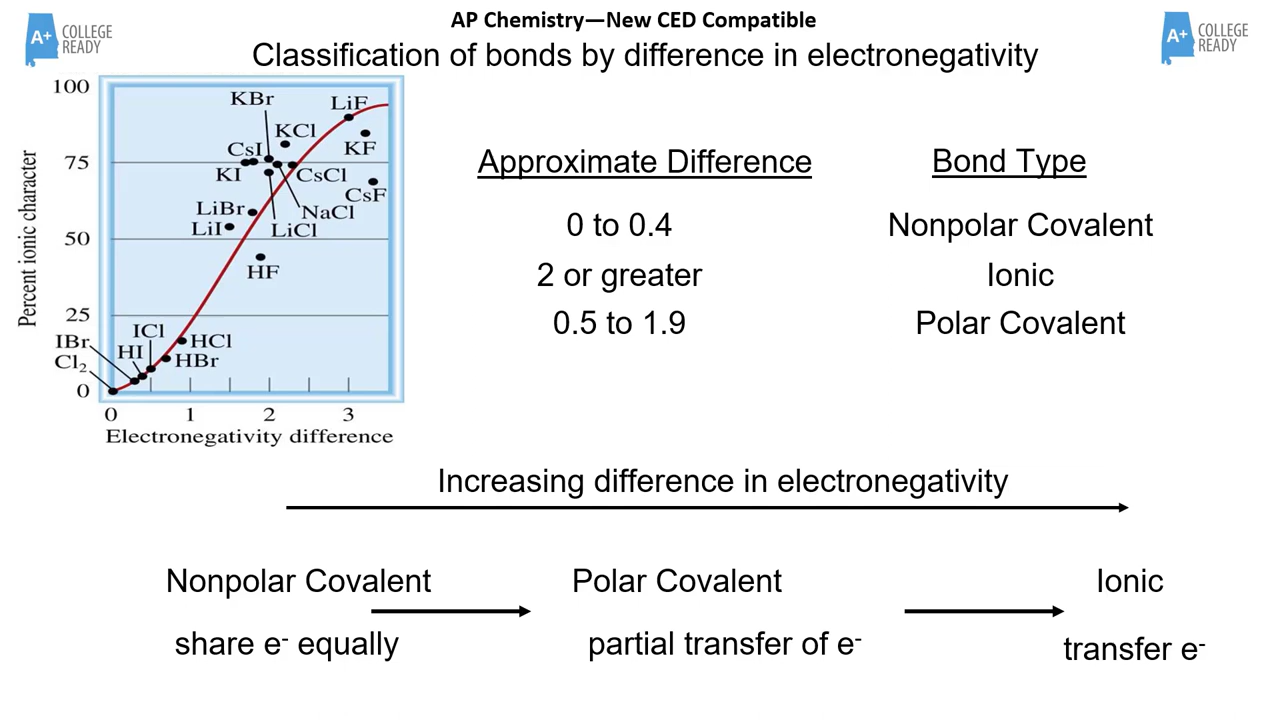 AP Chemistry—New CED Compatible
A+ COLLEGE
READY
A+ COLLEGE
READY
Classification of bonds by difference in electronegativity
100
75
50
25
0
Percent ionic character
KBr
LiF
KCl
KF
CsI
KI
CsCl
CsF
LiBr
NaCl
LiI
LiCl
HF
ICl
IBr
HI
HCl
Cl₂
HBr
0 1 2 3
Electronegativity difference
Approximate Difference Bond Type
0 to 0.4 Nonpolar Covalent
2 or greater Ionic
0.5 to 1.9 Polar Covalent
Increasing difference in electronegativity
Nonpolar Covalent Polar Covalent Ionic
share e⁻ equally partial transfer of e⁻ transfer e⁻